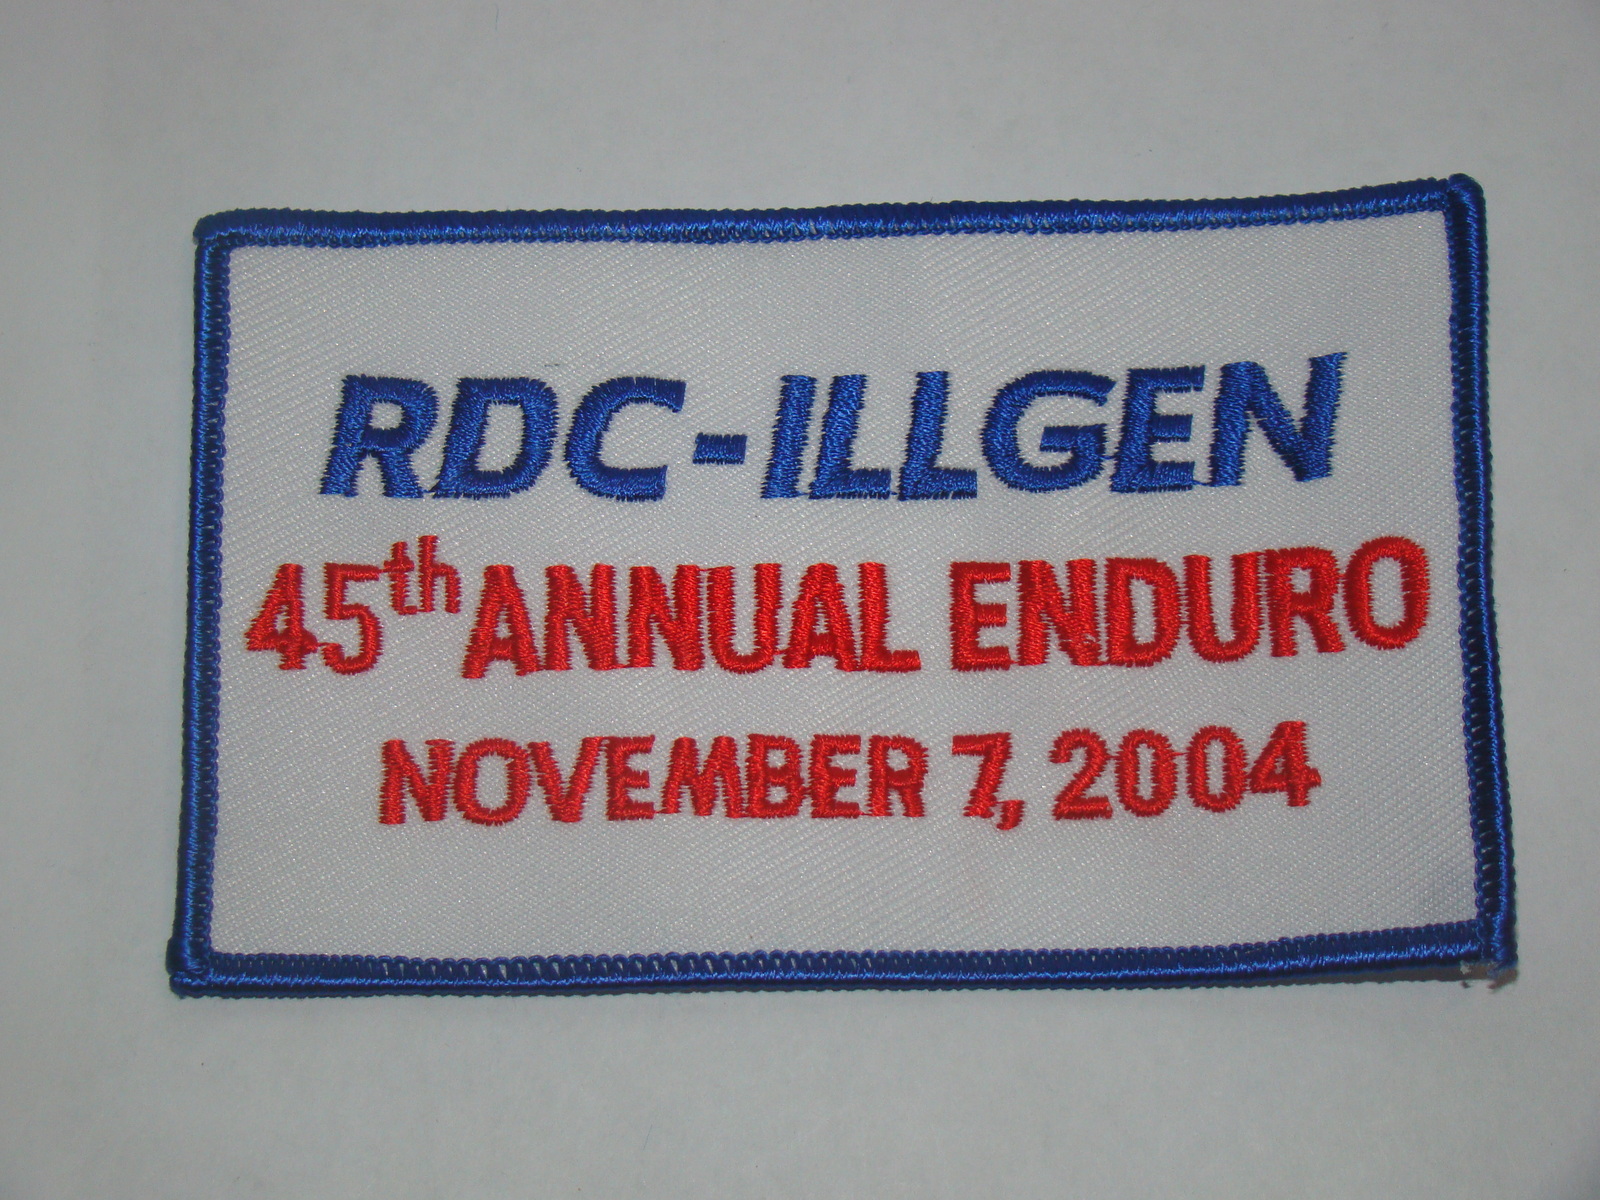 RDC-ILLGEN
45th ANNUAL ENDURO
NOVEMBER 7, 2004